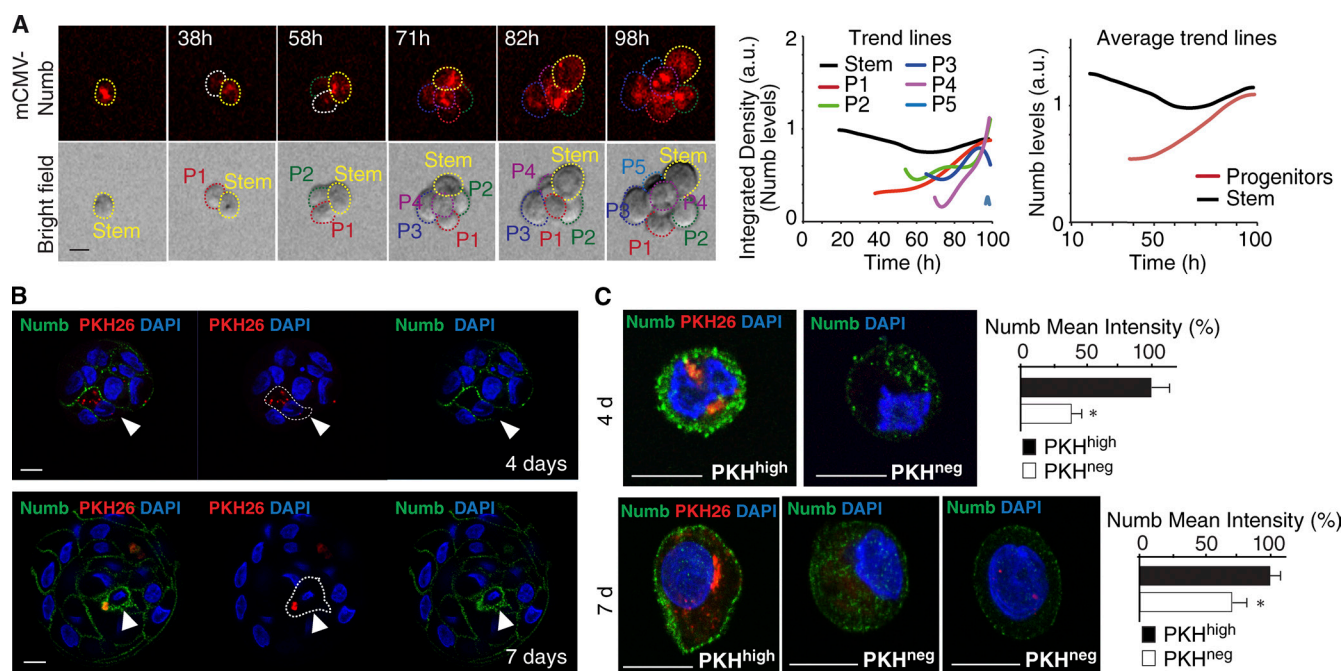 A
mCMV-
Numb
38h
58h
71h
82h
98h
Bright field
Stem
P1
Stem
P2
Stem
P1
Stem
P4
P2
P3
P1
P4
Stem
P3
P1
P2
P5
Stem
P3
P4
P1
P2
Trend lines
Integrated Density (a.u.)
(Numb levels)
2
1
0
Stem
P1
P2
P3
P4
P5
0 20 40 60 80 100
Time (h)
Average trend lines
Numb levels (a.u.)
2
1
0
Progenitors
Stem
10 50 100
Time (h)
B
Numb PKH26 DAPI
PKH26 DAPI
Numb DAPI
4 days
Numb PKH26 DAPI
PKH26 DAPI
Numb DAPI
7 days
C
4 d
Numb PKH26 DAPI
PKHhigh
Numb PKH26 DAPI
PKHneg
Numb Mean Intensity (%)
0 50 100
*
PKHhigh
PKHneg
7 d
Numb PKH26 DAPI
PKHhigh
Numb DAPI
PKHneg
Numb DAPI
PKHneg
Numb Mean Intensity (%)
0 50 100
*
PKHhigh
PKHneg